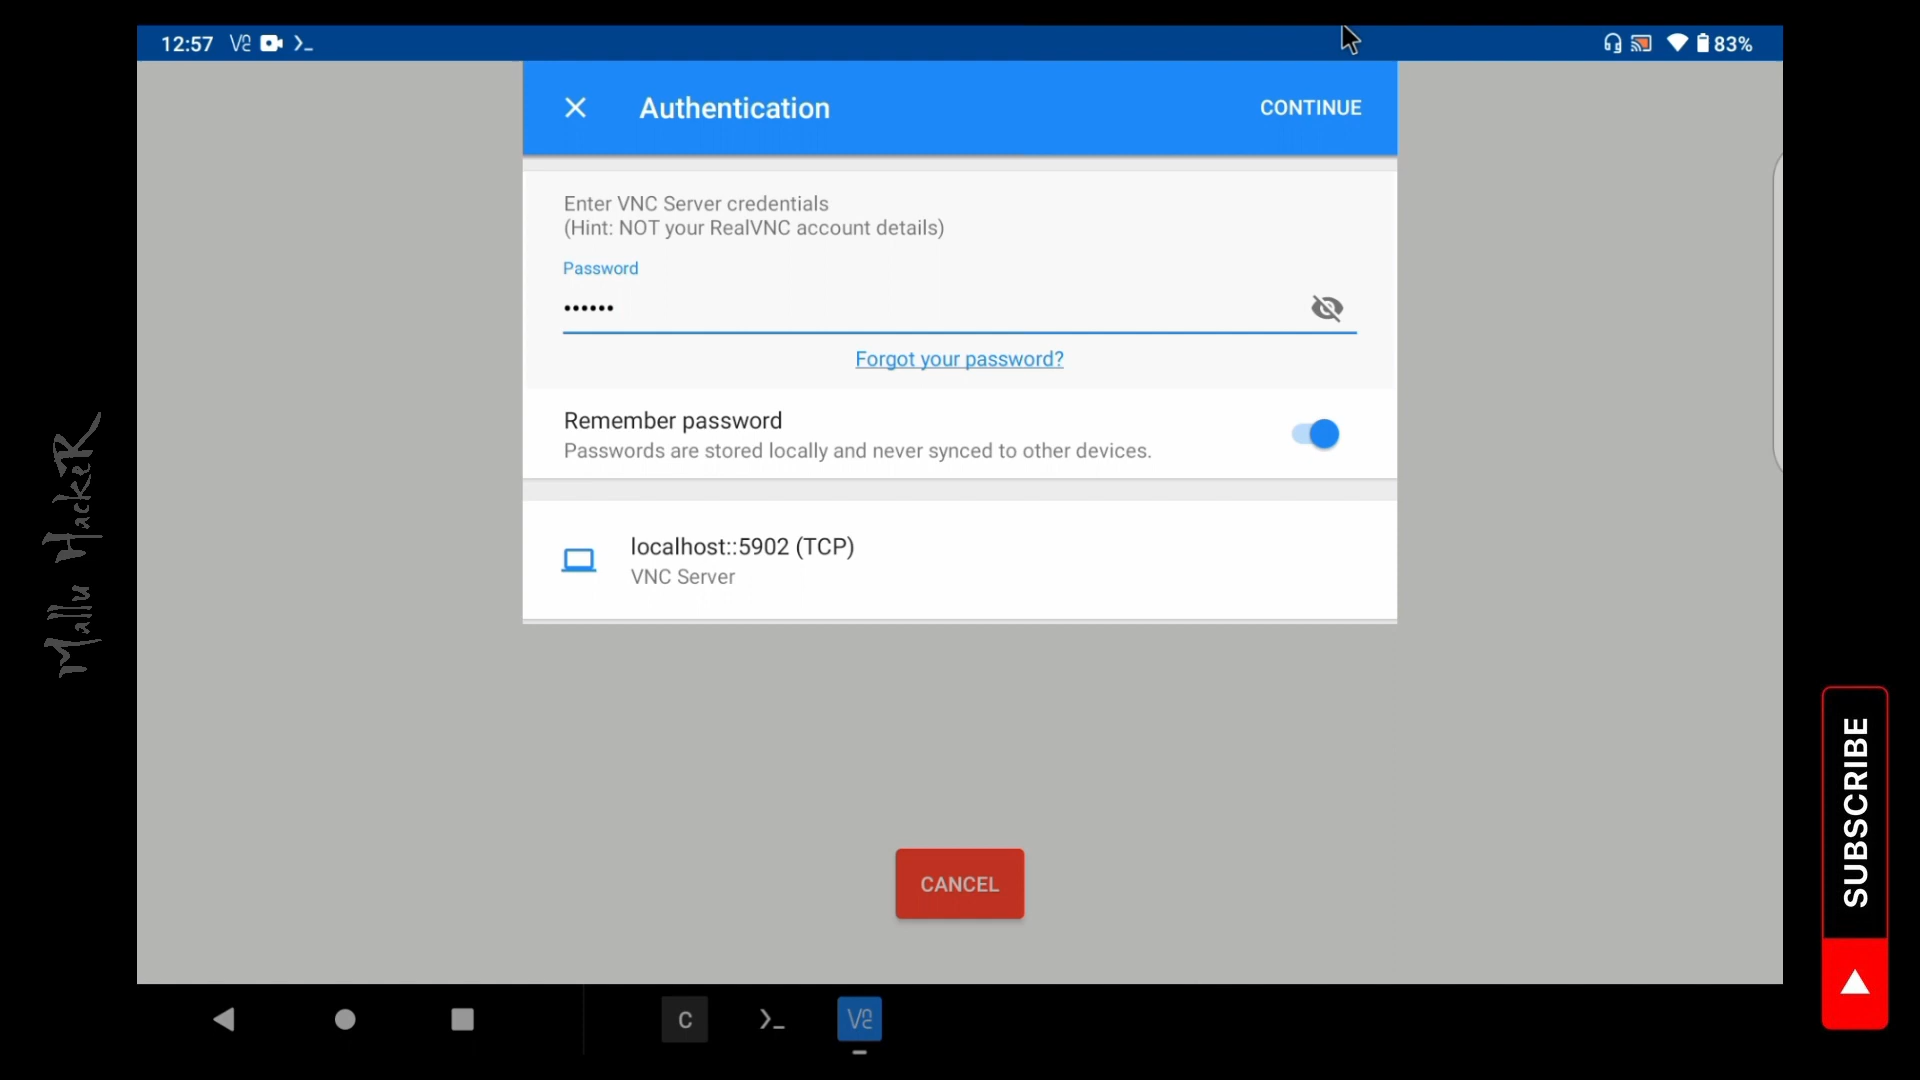 12:57
83%
Authentication
CONTINUE
Enter VNC Server credentials
(Hint: NOT your RealVNC account details)
Password
••••••
Forgot your password?
Remember password
Passwords are stored locally and never synced to other devices.
localhost::5902 (TCP)
VNC Server
CANCEL
C
Mallu HackeR
SUBSCRIBE